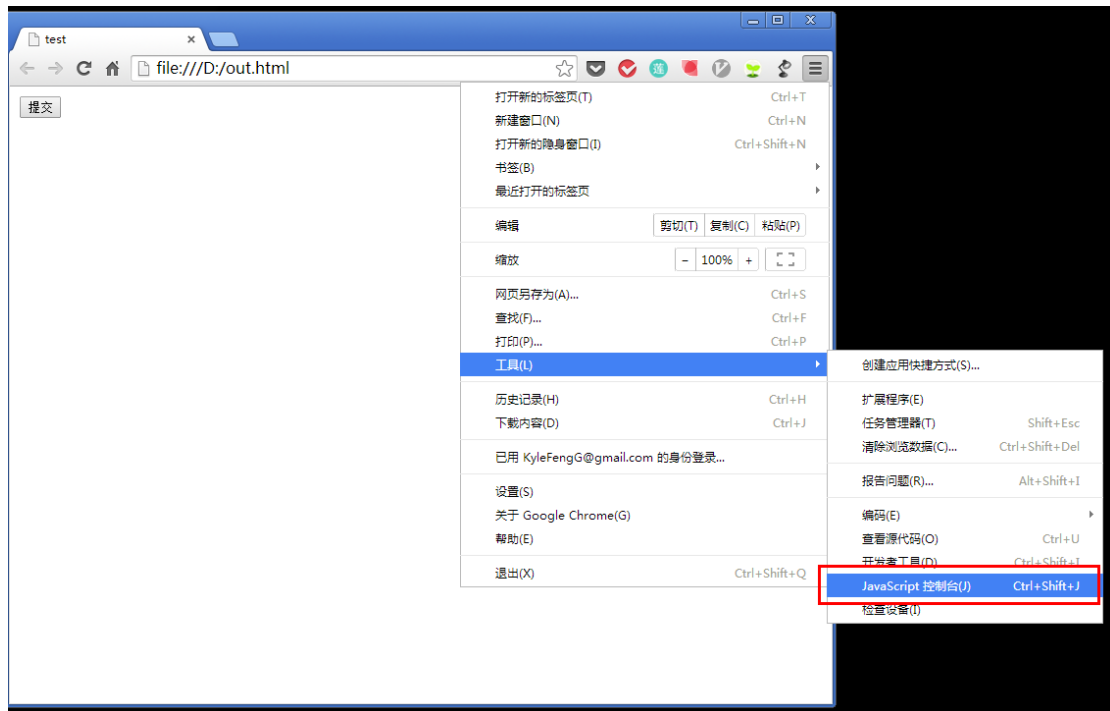 test
file:///D:/out.html
莲
提交
打开新的标签页(T) Ctrl+T
新建窗口(N) Ctrl+N
打开新的隐身窗口(I) Ctrl+Shift+N
书签(B)
最近打开的标签页
编辑 剪切(T) 复制(C) 粘贴(P)
缩放 − 100% +
网页另存为(A)... Ctrl+S
查找(F)... Ctrl+F
打印(P)... Ctrl+P
工具(L)
历史记录(H) Ctrl+H
下载内容(D) Ctrl+J
已用 KyleFengG@gmail.com 的身份登录...
设置(S)
关于 Google Chrome(G)
帮助(E)
退出(X) Ctrl+Shift+Q
创建应用快捷方式(S)...
扩展程序(E)
任务管理器(T) Shift+Esc
清除浏览数据(C)... Ctrl+Shift+Del
报告问题(R)... Alt+Shift+I
编码(E)
查看源代码(O) Ctrl+U
开发者工具(D) Ctrl+Shift+I
JavaScript 控制台(J) Ctrl+Shift+J
检查设备(I)